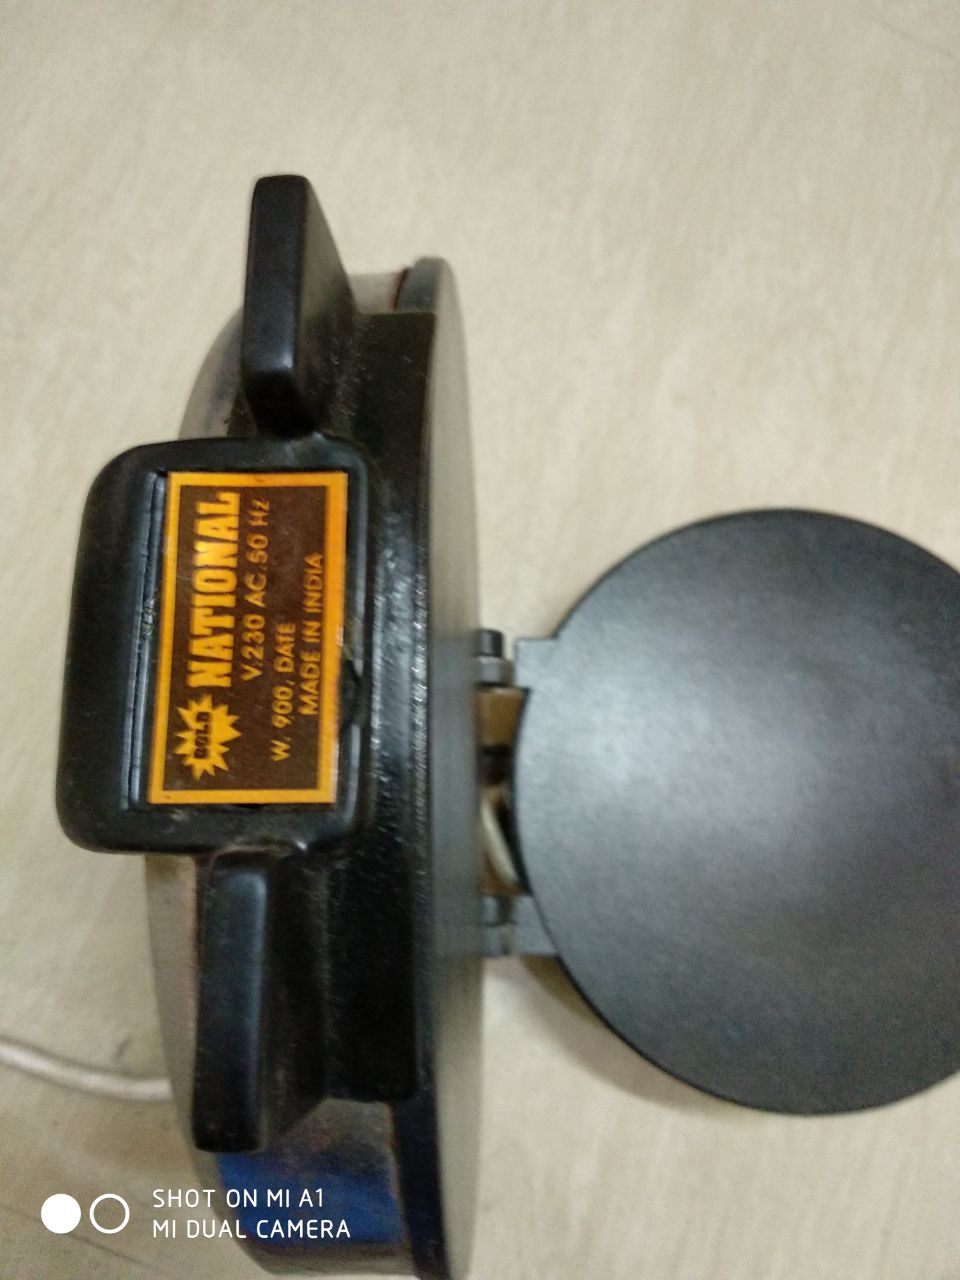 GOLD NATIONAL
V.230 AC.50 Hz
W. 900, DATE
MADE IN INDIA
SHOT ON MI A1
MI DUAL CAMERA